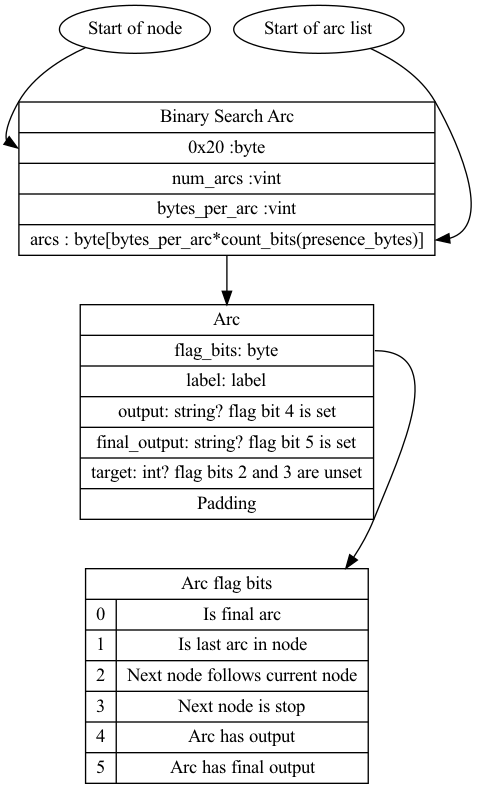 Start of node
Start of arc list
Binary Search Arc
0x20 :byte
num_arcs :vint
bytes_per_arc :vint
arcs : byte[bytes_per_arc*count_bits(presence_bytes)]
Arc
flag_bits: byte
label: label
output: string? flag bit 4 is set
final_output: string? flag bit 5 is set
target: int? flag bits 2 and 3 are unset
Padding
Arc flag bits
0 Is final arc
1 Is last arc in node
2 Next node follows current node
3 Next node is stop
4 Arc has output
5 Arc has final output